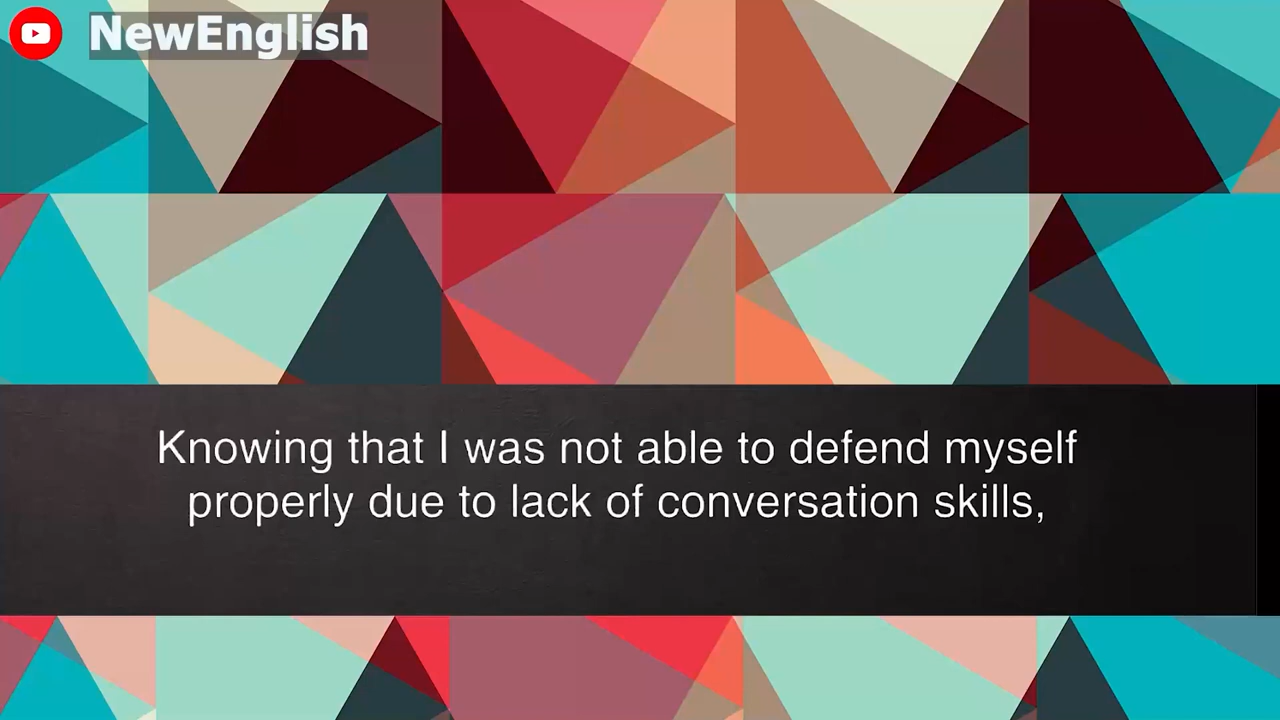 NewEnglish
Knowing that I was not able to defend myself
properly due to lack of conversation skills,